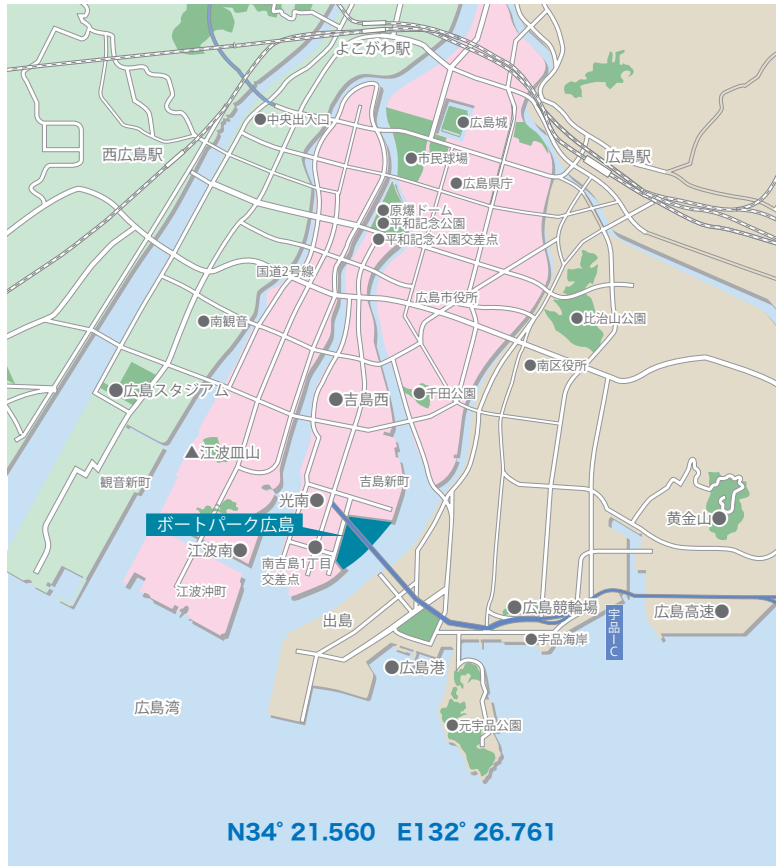 よこがわ駅
中央出入口
広島城
西広島駅
市民球場
広島駅
広島県庁
原爆ドーム
平和記念公園
平和記念公園交差点
国道2号線
広島市役所
南観音
比治山公園
南区役所
広島スタジアム
吉島西
千田公園
江波皿山
観音新町
吉島新町
光南
黄金山
ボートパーク広島
江波南
南吉島1丁目
交差点
江波沖町
出島
広島競輪場
広島高速
宇品IC
宇品海岸
広島港
広島湾
元宇品公園
N34° 21.560 E132° 26.761